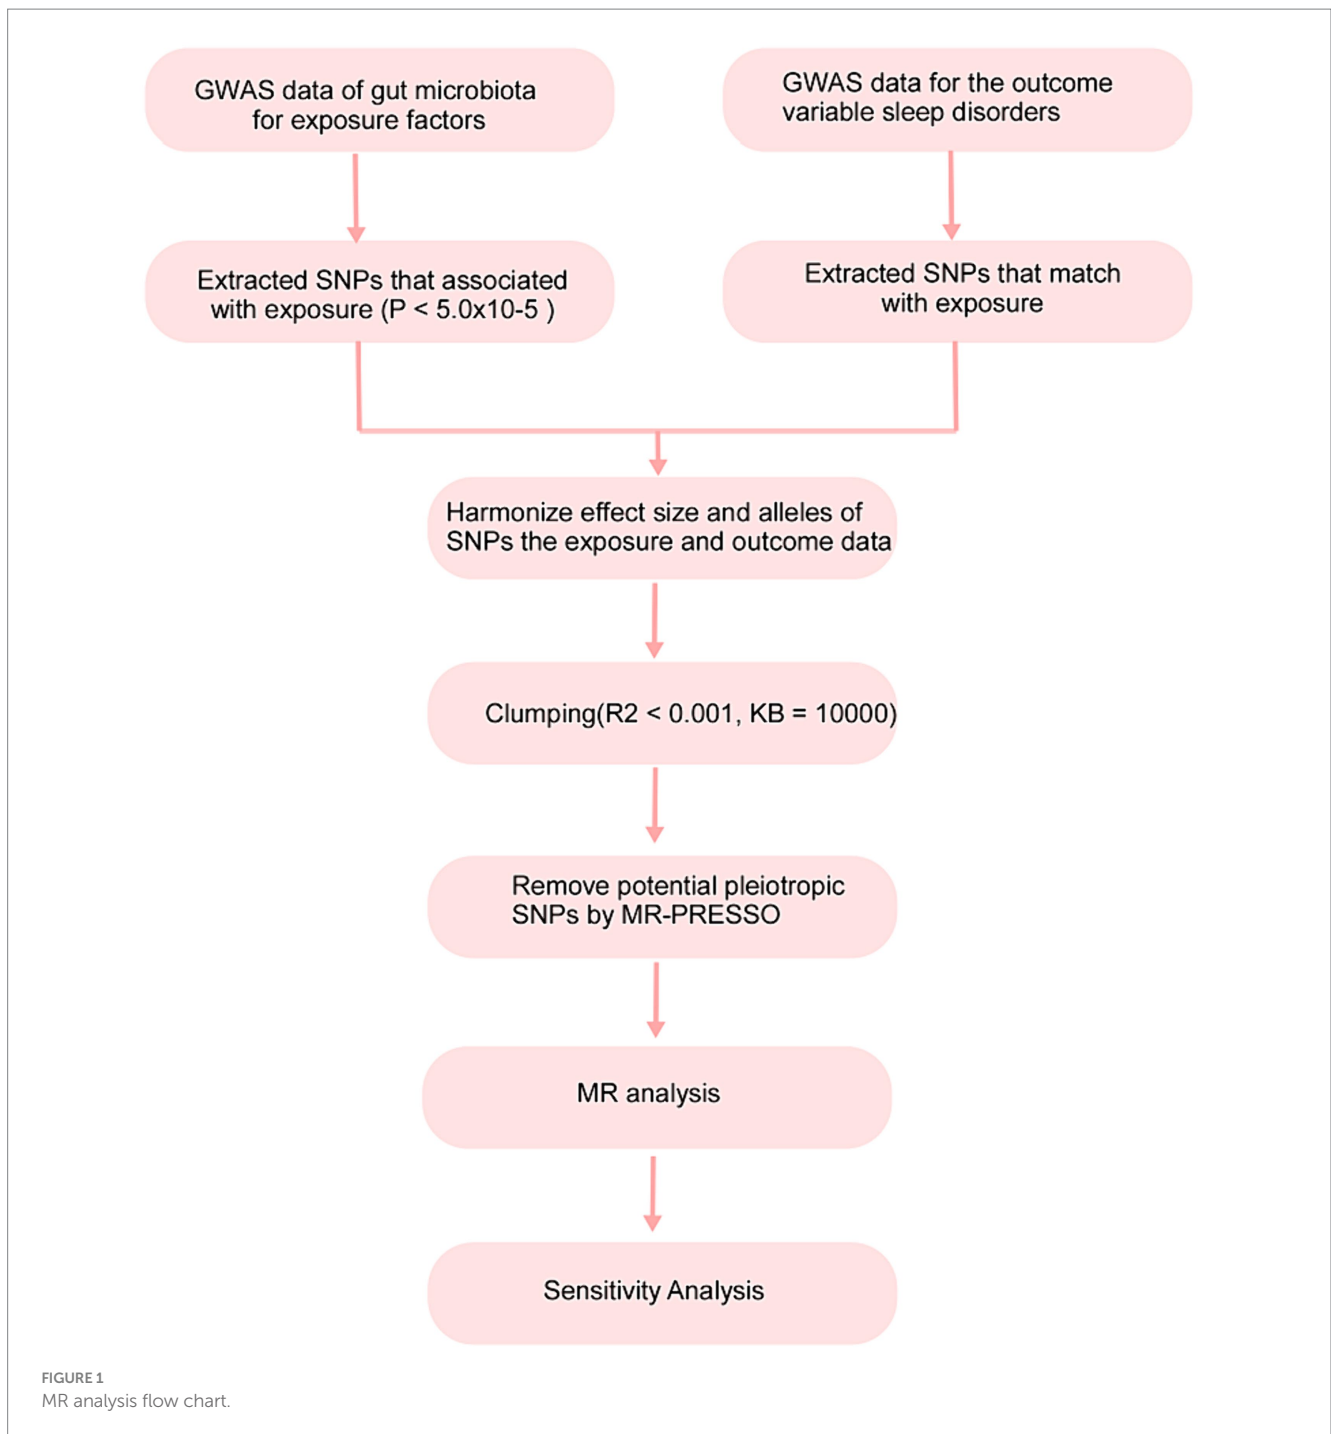 GWAS data of gut microbiota
for exposure factors
GWAS data for the outcome
variable sleep disorders
Extracted SNPs that associated
with exposure (P < 5.0x10-5 )
Extracted SNPs that match
with exposure
Harmonize effect size and alleles of
SNPs the exposure and outcome data
Clumping(R2 < 0.001, KB = 10000)
Remove potential pleiotropic
SNPs by MR-PRESSO
MR analysis
Sensitivity Analysis
FIGURE 1
MR analysis flow chart.